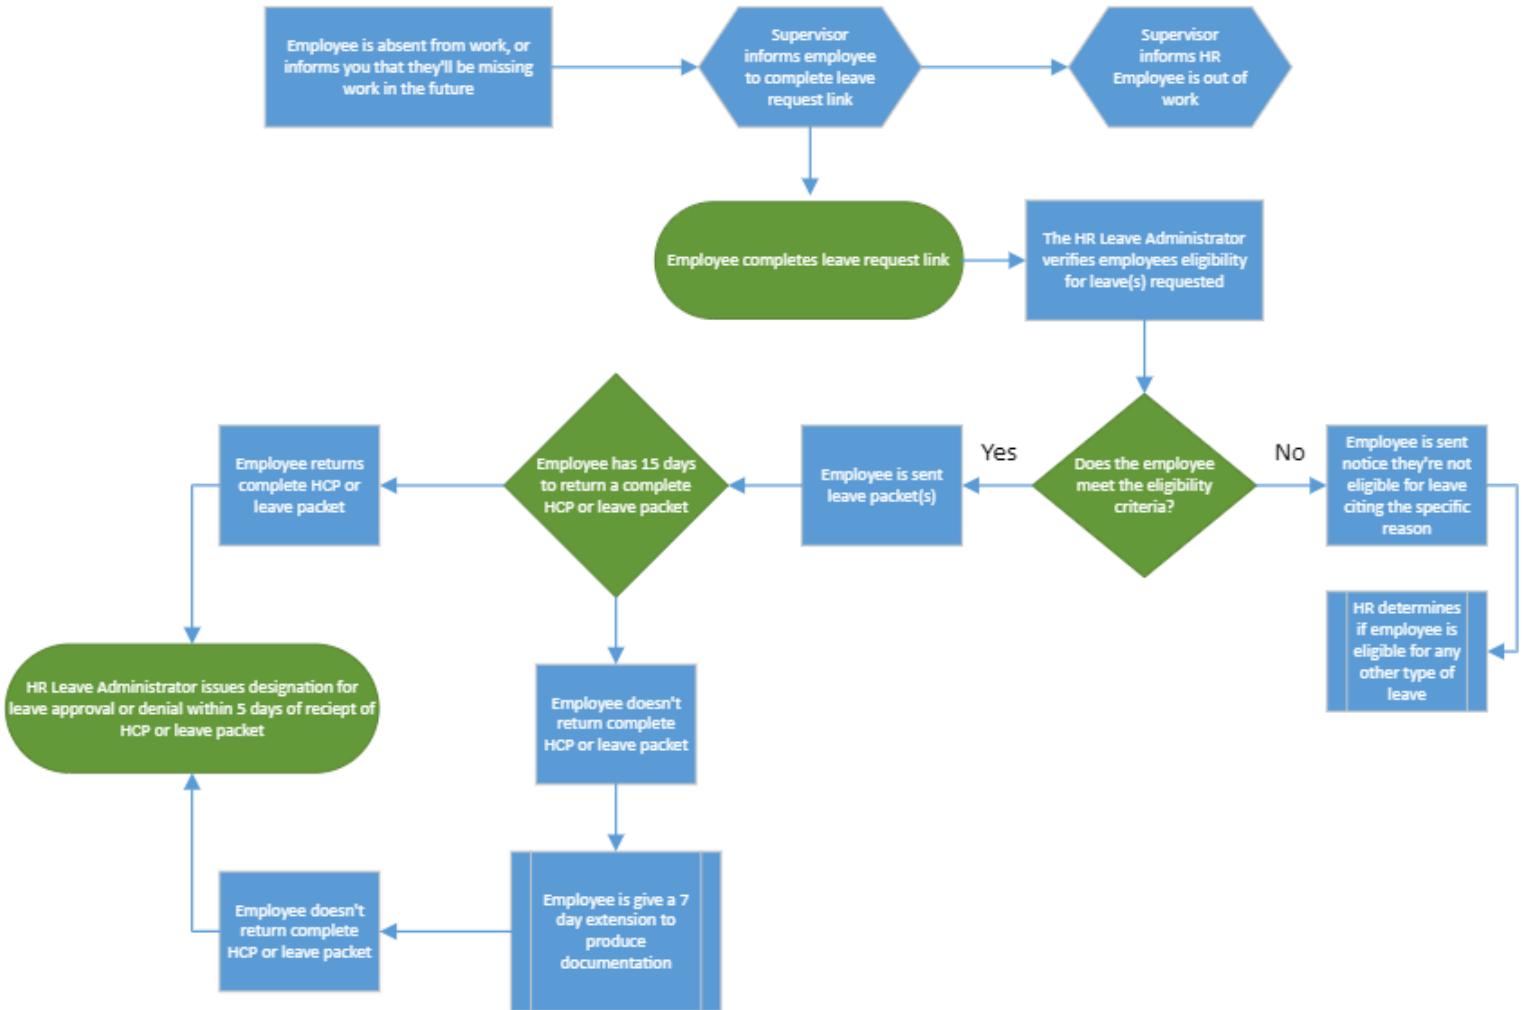 Employee is absent from work, or
informs you that they'll be missing
work in the future
Supervisor
informs employee
to complete leave
request link
Supervisor
informs HR
Employee is out of
work
Employee completes leave request link
The HR Leave Administrator
verifies employees eligibility
for leave(s) requested
Does the employee
meet the eligibility
criteria?
Yes
No
Employee is sent
notice they're not
eligible for leave
citing the specific
reason
HR determines
if employee is
eligible for any
other type of
leave
Employee is sent
leave packet(s)
Employee has 15 days
to return a complete
HCP or leave packet
Employee returns
complete HCP or
leave packet
HR Leave Administrator issues designation for
leave approval or denial within 5 days of reciept of
HCP or leave packet
Employee doesn't
return complete
HCP or leave packet
Employee is give a 7
day extension to
produce
documentation
Employee doesn't
return complete
HCP or leave packet